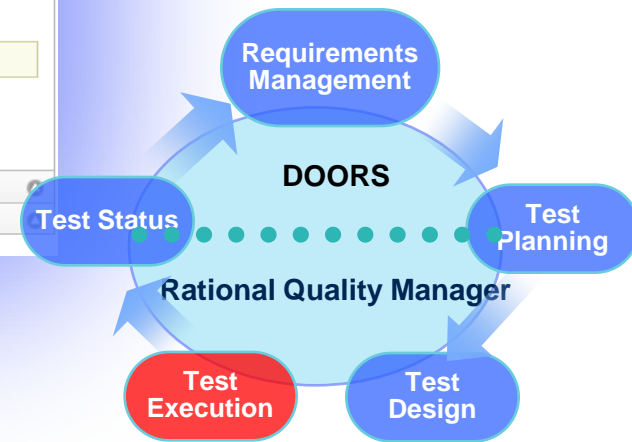 Requirements
Management
DOORS
Test Status
Test
Planning
Rational Quality Manager
Test
Execution
Test
Design